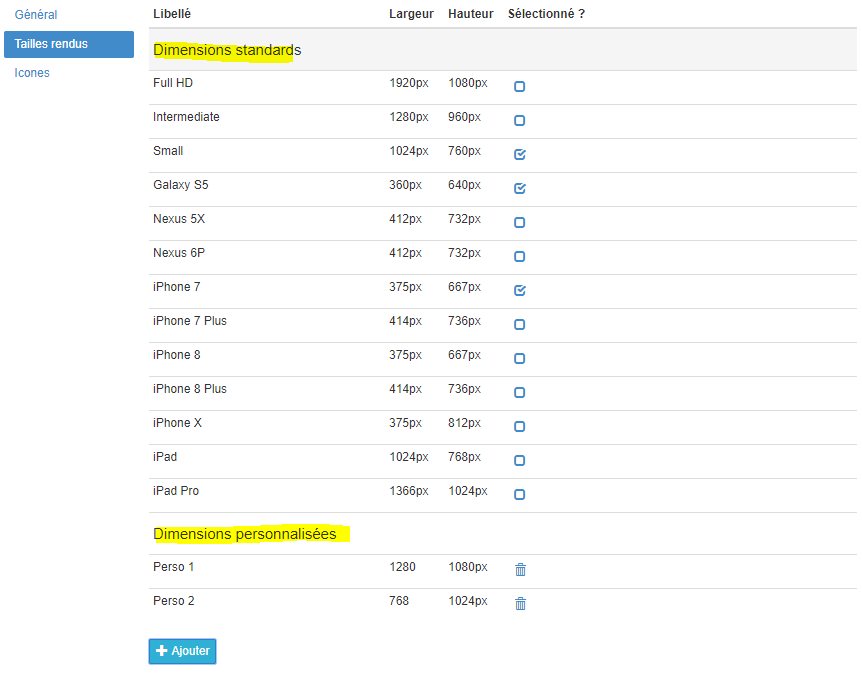 Général
Tailles rendus
Icones
Libellé Largeur Hauteur Sélectionné ?
Dimensions standards
Full HD 1920px 1080px
Intermediate 1280px 960px
Small 1024px 760px
Galaxy S5 360px 640px
Nexus 5X 412px 732px
Nexus 6P 412px 732px
iPhone 7 375px 667px
iPhone 7 Plus 414px 736px
iPhone 8 375px 667px
iPhone 8 Plus 414px 736px
iPhone X 375px 812px
iPad 1024px 768px
iPad Pro 1366px 1024px
Dimensions personnalisées
Perso 1 1280 1080px
Perso 2 768 1024px
Ajouter